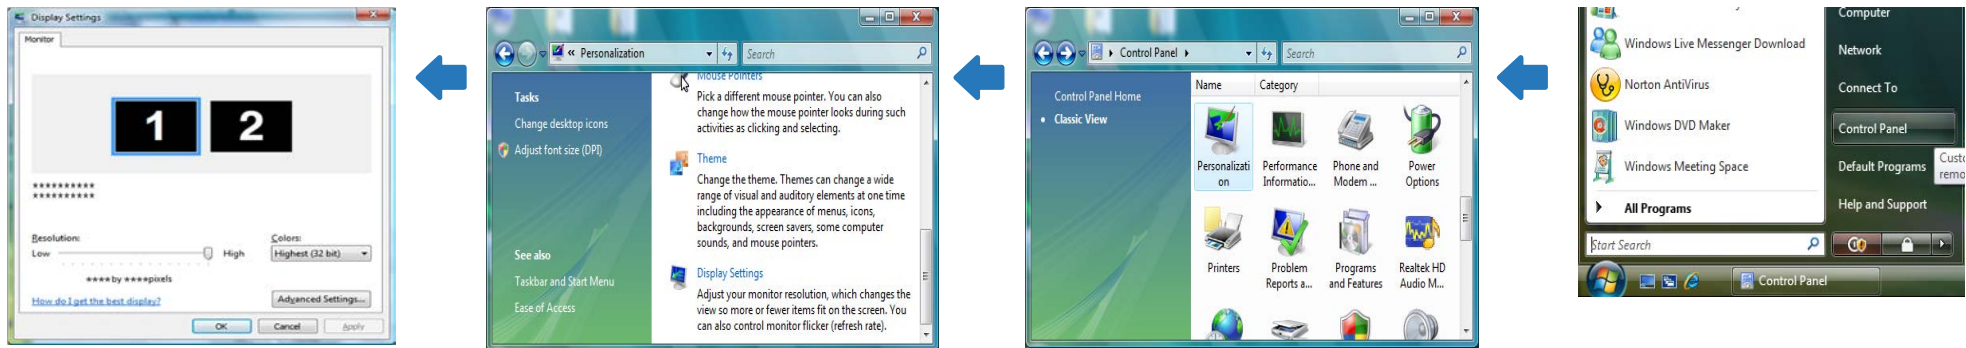 Display Settings
Monitor
1
2
**********
**********
Resolution:
Low
High
Colors:
Highest (32 bit)
**** by **** pixels
How do I get the best display?
Advanced Settings...
OK
Cancel
Apply
« Personalization
Search
Tasks
Change desktop icons
Adjust font size (DPI)
See also
Taskbar and Start Menu
Ease of Access
Mouse Pointers
Pick a different mouse pointer. You can also
change how the mouse pointer looks during such
activities as clicking and selecting.
Theme
Change the theme. Themes can change a wide
range of visual and auditory elements at one time
including the appearance of menus, icons,
backgrounds, screen savers, some computer
sounds, and mouse pointers.
Display Settings
Adjust your monitor resolution, which changes the
view so more or fewer items fit on the screen. You
can also control monitor flicker (refresh rate).
Control Panel
Search
Control Panel Home
Classic View
Name
Category
Personalizati
on
Performance
Informatio...
Phone and
Modem ...
Power
Options
Printers
Problem
Reports a...
Programs
and Features
Realtek HD
Audio M...
Windows Live Messenger Download
Norton AntiVirus
Windows DVD Maker
Windows Meeting Space
All Programs
Start Search
Computer
Network
Connect To
Control Panel
Default Programs
Custo
remo
Help and Support
Control Panel